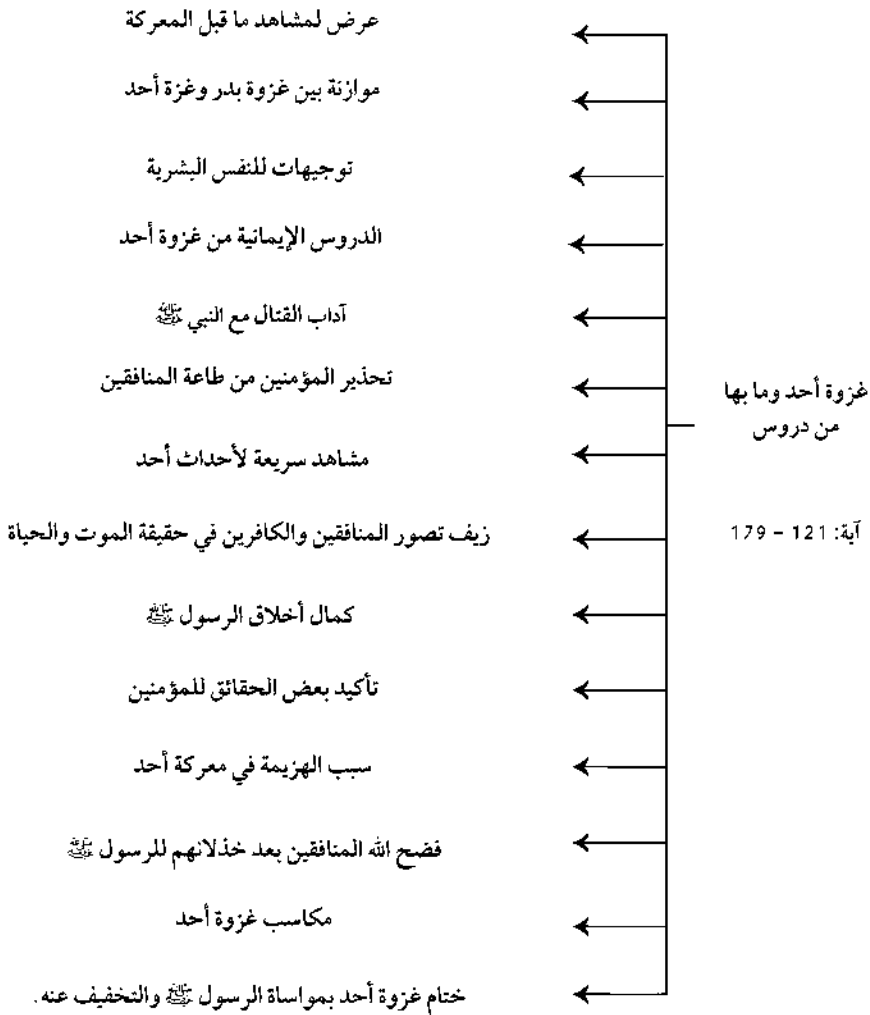 غزوة أحد وما بها
من دروس
آية: 121 – 179
عرض لمشاهد ما قبل المعركة
موازنة بين غزوة بدر وغزة أحد
توجيهات للنفس البشرية
الدروس الإيمانية من غزوة أحد
آداب القتال مع النبي ﷺ
تحذير المؤمنين من طاعة المنافقين
مشاهد سريعة لأحداث أحد
زيف تصور المنافقين والكافرين في حقيقة الموت والحياة
كمال أخلاق الرسول ﷺ
تأكيد بعض الحقائق للمؤمنين
سبب الهزيمة في معركة أحد
فضح الله المنافقين بعد خذلانهم للرسول ﷺ
مكاسب غزوة أحد
ختام غزوة أحد بمواساة الرسول ﷺ والتخفيف عنه.